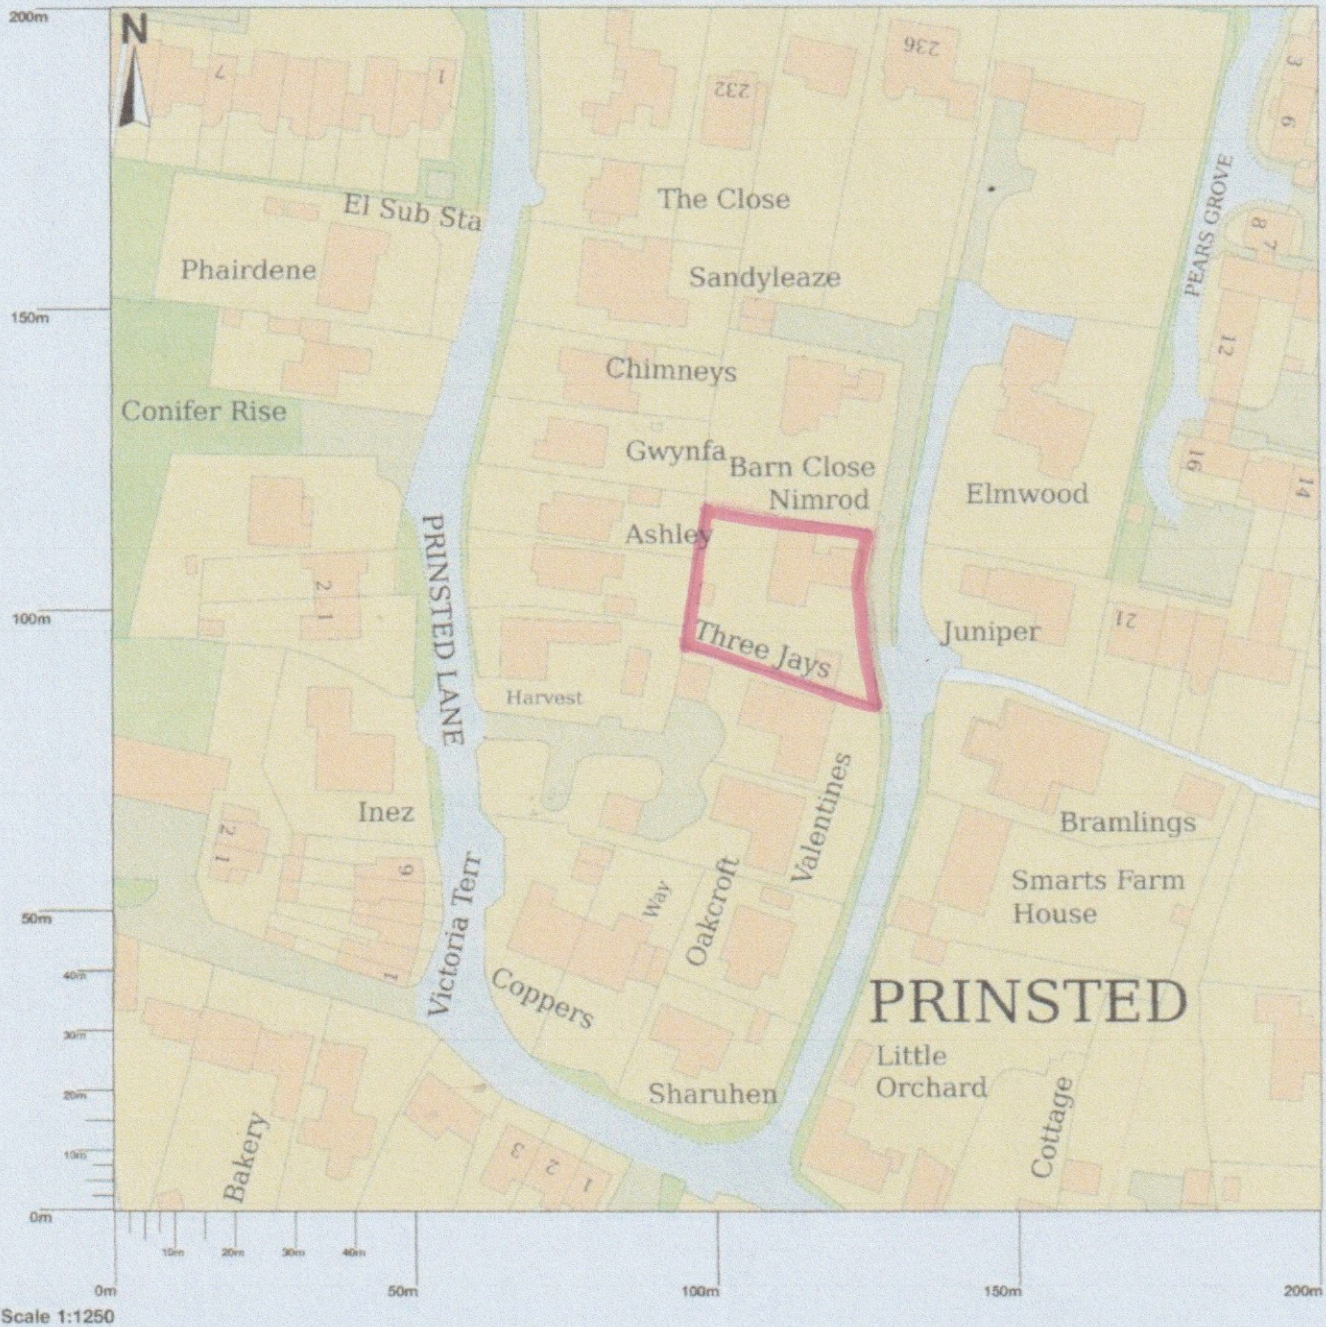 200m
N
7
1
232
236
3
6
El Sub Sta
The Close
PEARS GROVE
8
7
Phairdene
Sandyleaze
150m
12
Chimneys
Conifer Rise
Gwynfa
Barn Close
Nimrod
16
14
Elmwood
PRINSTED LANE
Ashley
2
1
100m
Three Jays
Juniper
21
Harvest
Valentines
Inez
Bramlings
2
1
9
Smarts Farm
House
Way
Oakcroft
50m
Victoria Terr
1
Coppers
40m
PRINSTED
30m
Little
Orchard
20m
Sharuhen
Cottage
Bakery
10m
3
2
1
0m
10m
20m
30m
40m
0m
50m
100m
150m
200m
Scale 1:1250